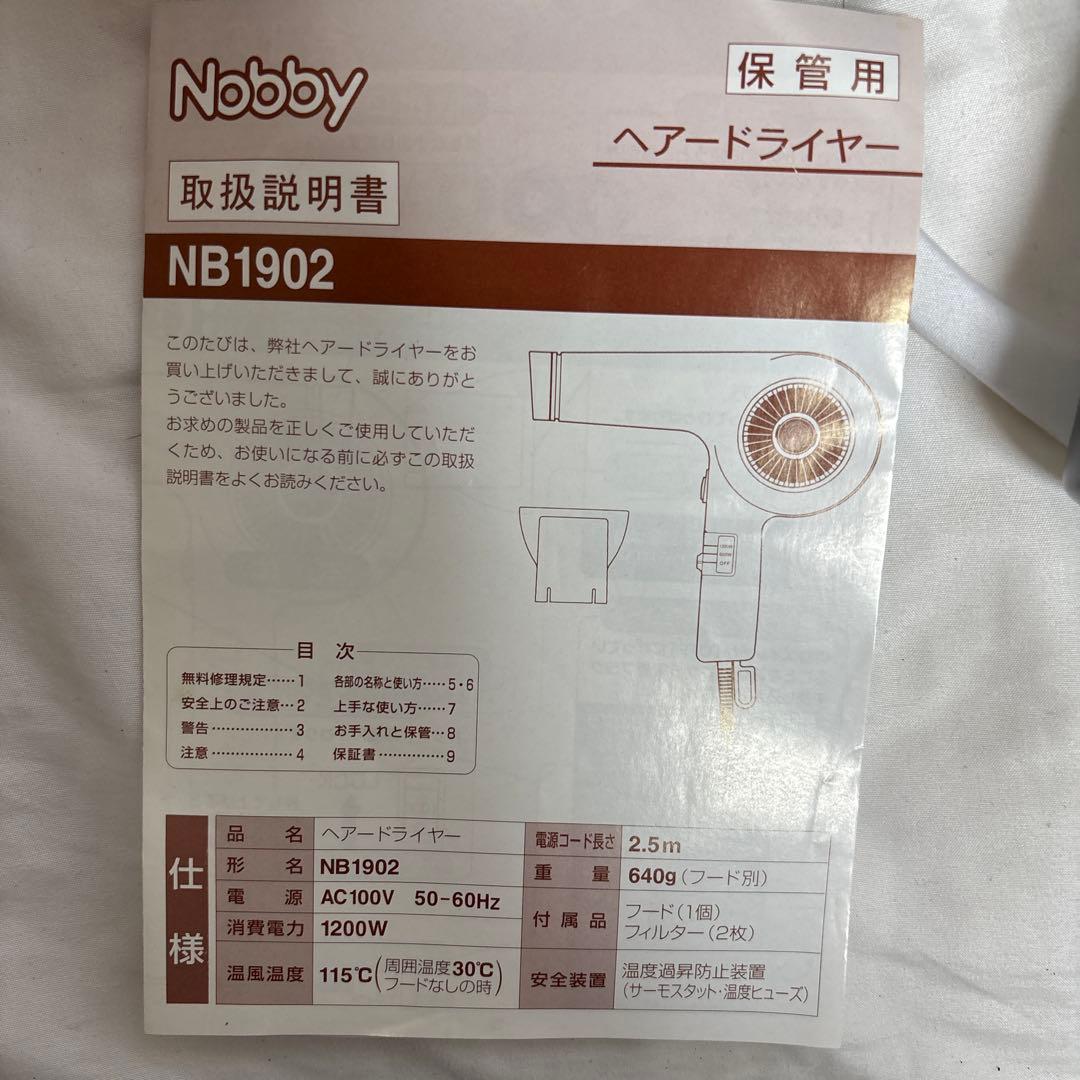 Nobby
保管用
ヘアードライヤー
取扱説明書
NB1902
このたびは、弊社ヘアードライヤーをお
買い上げいただきまして、誠にありがと
うございました。
お求めの製品を正しくご使用していただ
くため、お使いになる前に必ずこの取扱
説明書をよくお読みください。
1200W
600W
OFF
目 次
無料修理規定……1
安全上のご注意…2
警告………………3
注意………………4
各部の名称と使い方……5・6
上手な使い方……7
お手入れと保管…8
保証書……………9
仕様
品名 ヘアードライヤー
形名 NB1902
電源 AC100V 50-60Hz
消費電力 1200W
温風温度 115℃(周囲温度30℃
フードなしの時)
電源コード長さ 2.5m
重量 640g(フード別)
付属品 フード(1個)
フィルター(2枚)
安全装置 温度過昇防止装置
(サーモスタット・温度ヒューズ)